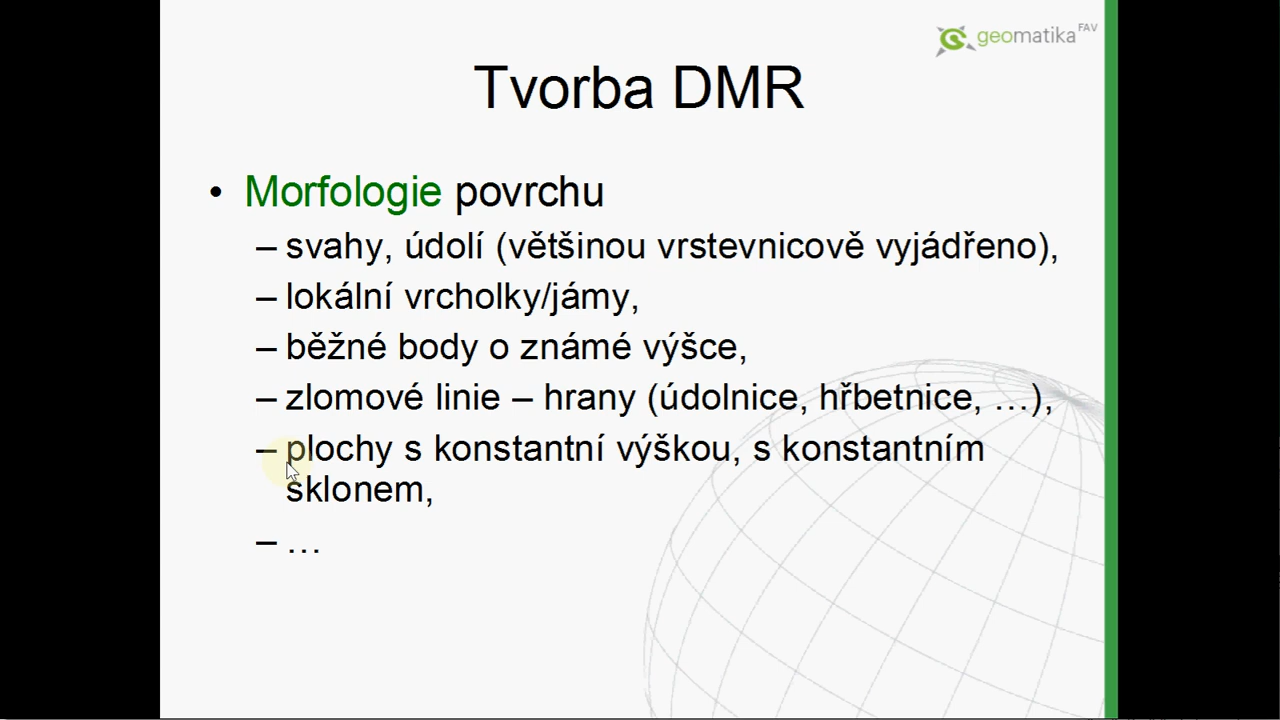 geomatika FAV
Tvorba DMR
• Morfologie povrchu
– svahy, údolí (většinou vrstevnicově vyjádřeno),
– lokální vrcholky/jámy,
– běžné body o známé výšce,
– zlomové linie – hrany (údolnice, hřbetnice, …),
– plochy s konstantní výškou, s konstantním
sklonem,
– …